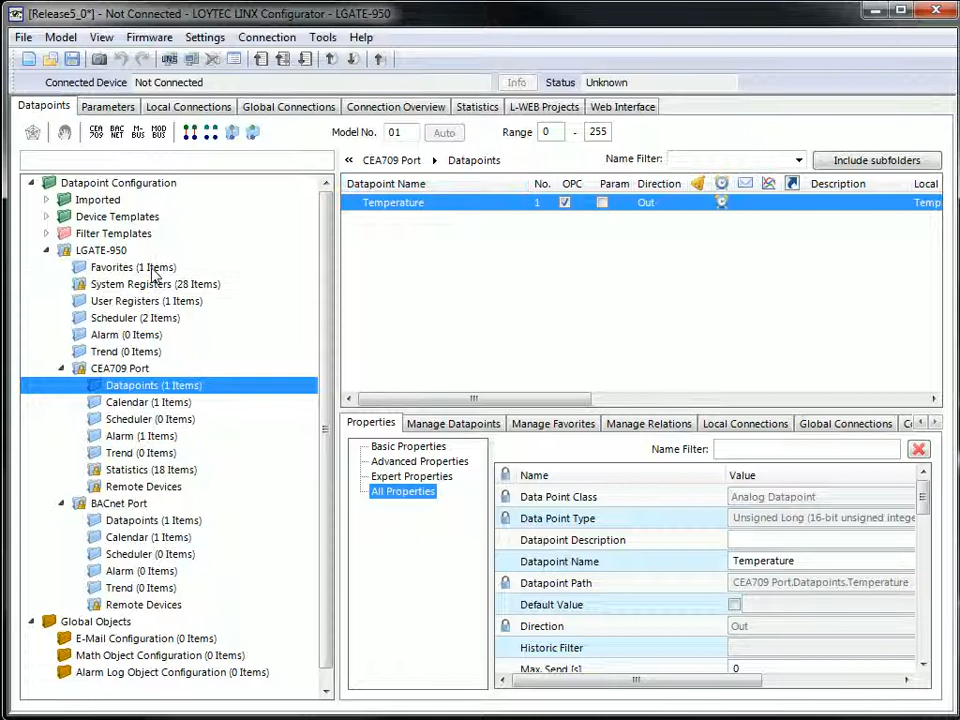 [Release5_0*] - Not Connected - LOYTEC LINX Configurator - LGATE-950
File Model View Firmware Settings Connection Tools Help
Connected Device Not Connected Info Status Unknown
Datapoints Parameters Local Connections Global Connections Connection Overview Statistics L-WEB Projects Web Interface
CEA 709 BAC NET M- BUS MOD BUS Model No. 01 Auto Range 0 - 255
« CEA709 Port Datapoints Name Filter: Include subfolders
Datapoint Name No. OPC Param Direction Description Local
Temperature 1 Out Temp
Datapoint Configuration
Imported
Device Templates
Filter Templates
LGATE-950
Favorites (1 Items)
System Registers (28 Items)
User Registers (1 Items)
Scheduler (2 Items)
Alarm (0 Items)
Trend (0 Items)
CEA709 Port
Datapoints (1 Items)
Calendar (1 Items)
Scheduler (0 Items)
Alarm (1 Items)
Trend (0 Items)
Statistics (18 Items)
Remote Devices
BACnet Port
Datapoints (1 Items)
Calendar (1 Items)
Scheduler (0 Items)
Alarm (0 Items)
Trend (0 Items)
Remote Devices
Global Objects
E-Mail Configuration (0 Items)
Math Object Configuration (0 Items)
Alarm Log Object Configuration (0 Items)
Properties Manage Datapoints Manage Favorites Manage Relations Local Connections Global Connections C
Basic Properties
Advanced Properties
Expert Properties
All Properties
Name Filter:
Name Value
Data Point Class Analog Datapoint
Data Point Type Unsigned Long (16-bit unsigned intege
Datapoint Description
Datapoint Name Temperature
Datapoint Path CEA709 Port.Datapoints.Temperature
Default Value
Direction Out
Historic Filter
Max. Send [s] 0